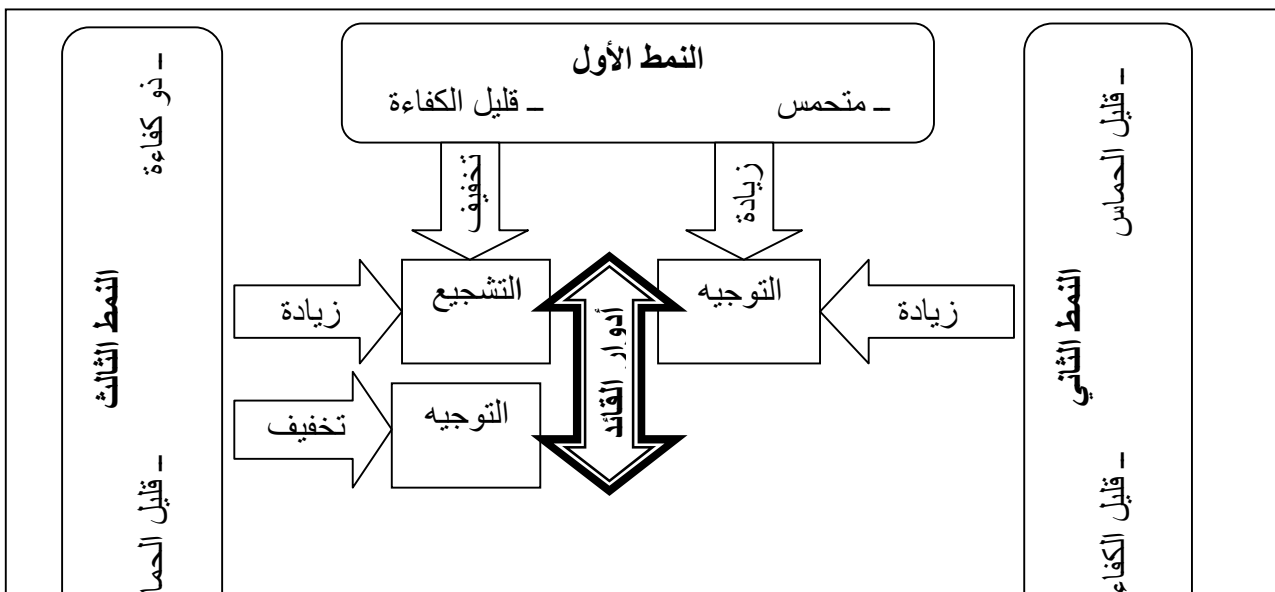 النمط الأول
ـ متحمس ـ قليل الكفاءة
زيادة
تخفيف
ـ قليل الحماس
النمط الثاني
ـ قليل
زيادة
التوجيه
أدوار القائد
التشجيع
زيادة
التوجيه
تخفيف
ـ ذو كفاءة
النمط الثالث
ـ قليل